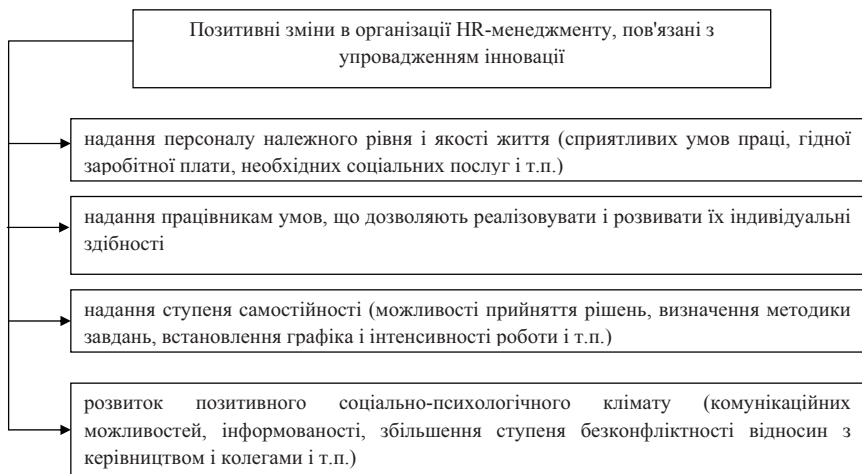 Позитивні зміни в організації HR-менеджменту, пов'язані з
упровадженням інновації
надання персоналу належного рівня і якості життя (сприятливих умов праці, гідної
заробітної плати, необхідних соціальних послуг і т.п.)
надання працівникам умов, що дозволяють реалізовувати і розвивати їх індивідуальні
здібності
надання ступеня самостійності (можливості прийняття рішень, визначення методики
завдань, встановлення графіка і інтенсивності роботи і т.п.)
розвиток позитивного соціально-психологічного клімату (комунікаційних
можливостей, інформованості, збільшення ступеня безконфліктності відносин з
керівництвом і колегами і т.п.)